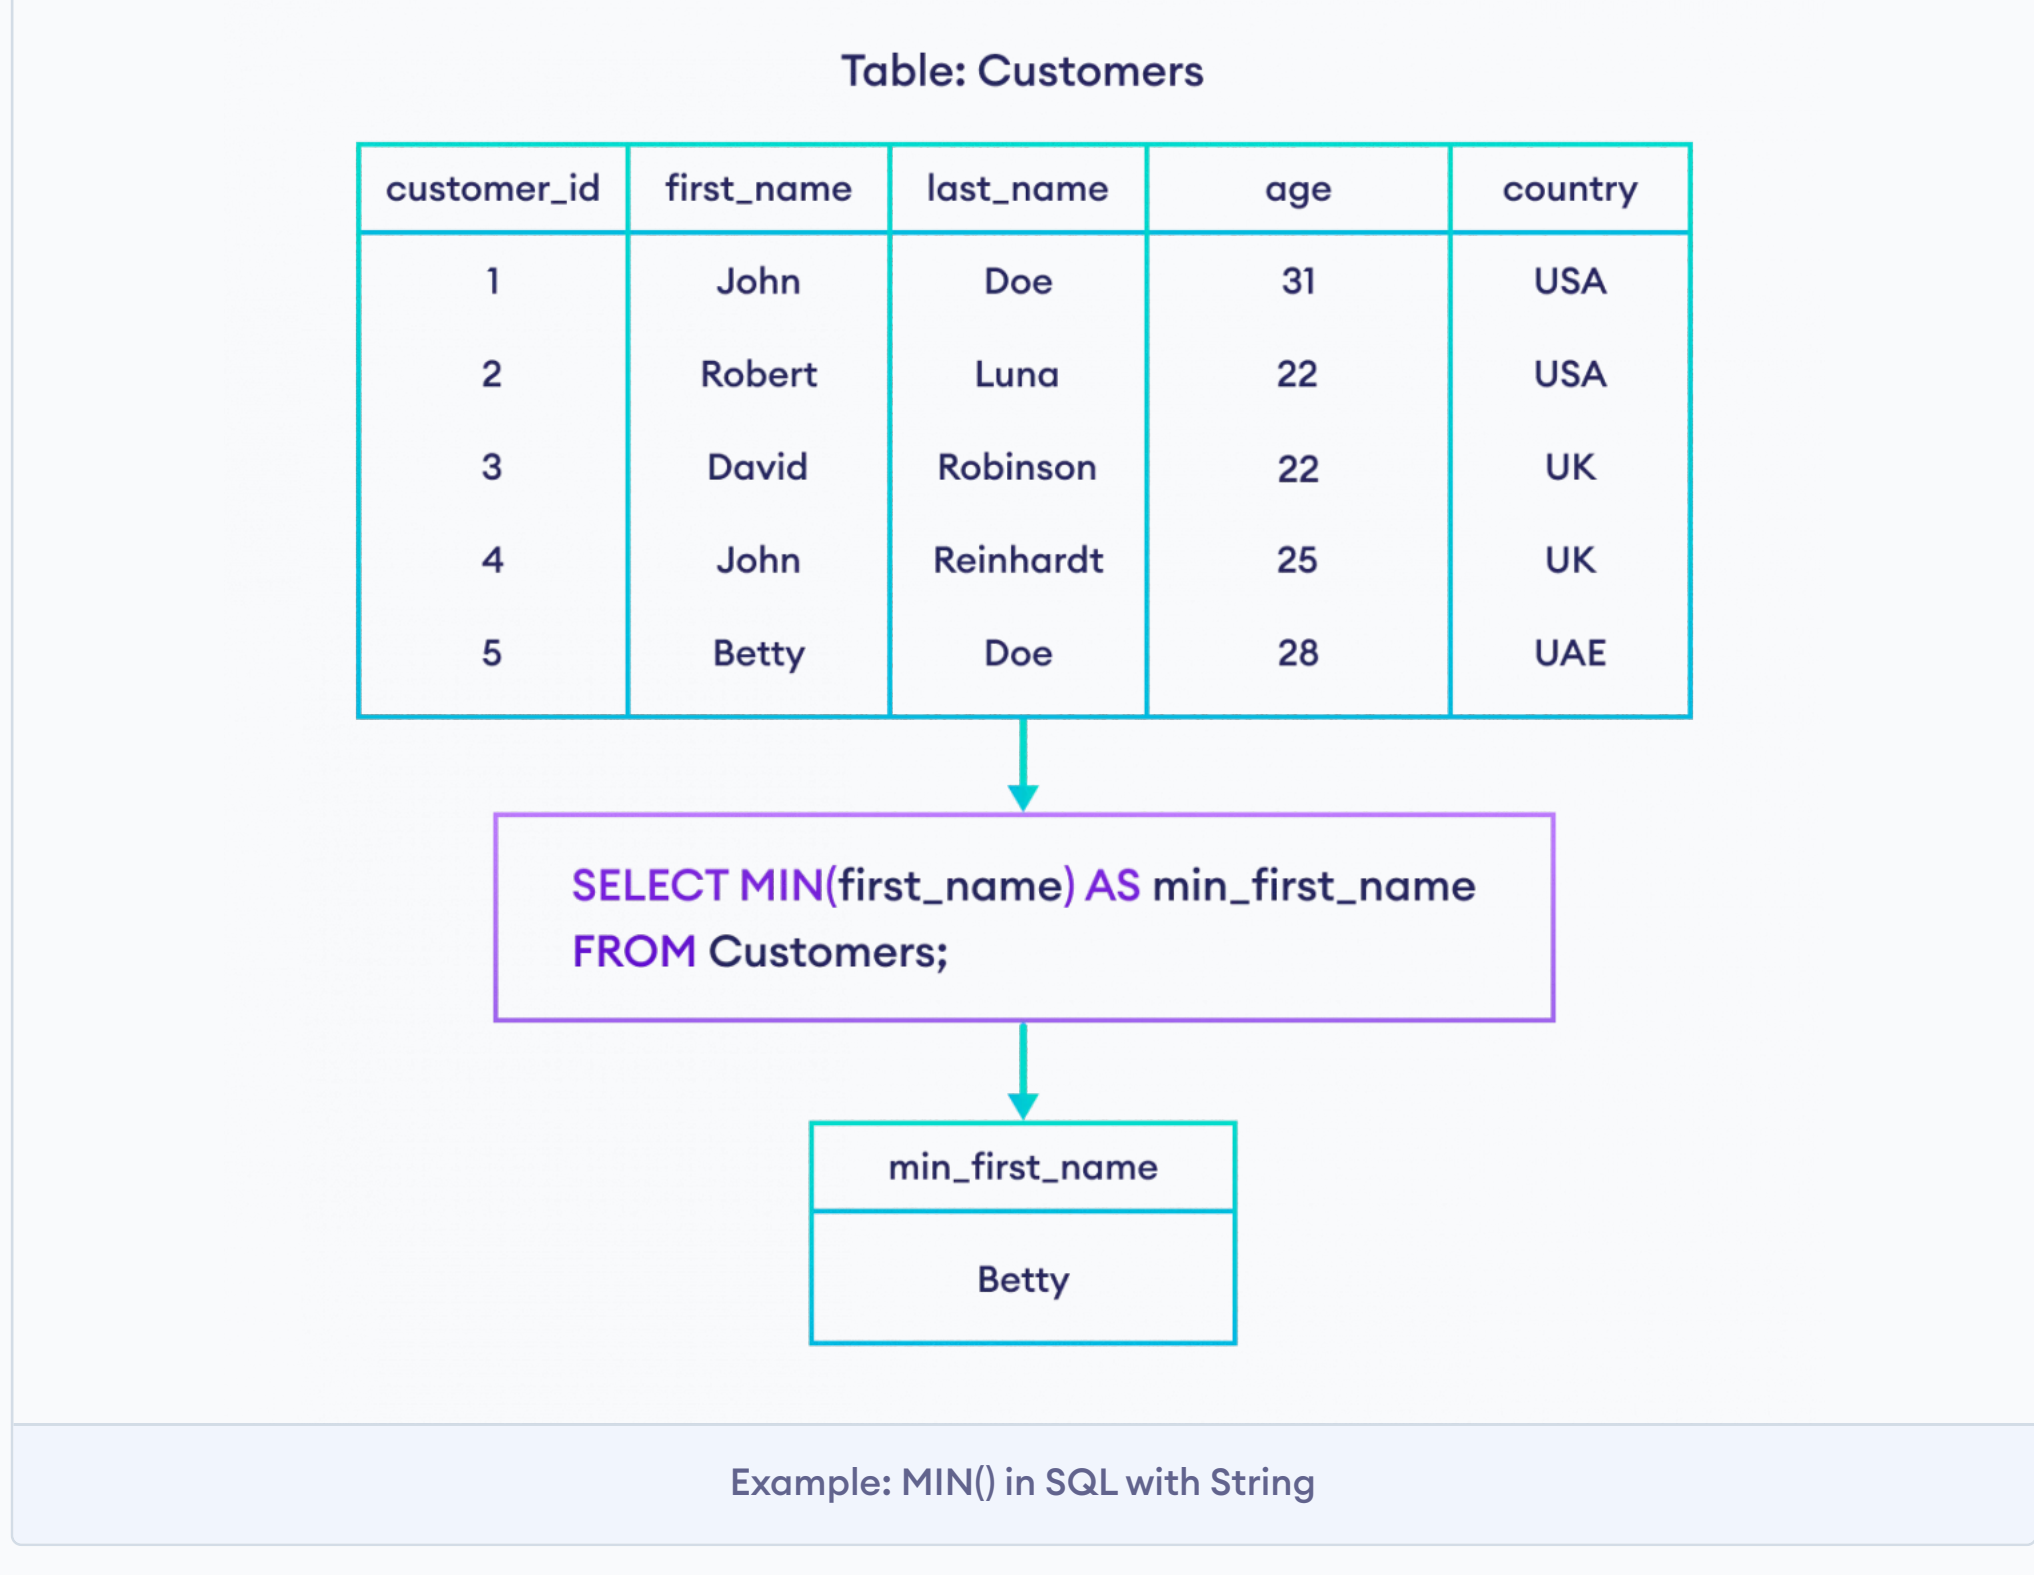 Table: Customers
customer_id first_name last_name age country
1 John Doe 31 USA
2 Robert Luna 22 USA
3 David Robinson 22 UK
4 John Reinhardt 25 UK
5 Betty Doe 28 UAE
SELECT MIN(first_name) AS min_first_name
FROM Customers;
min_first_name
Betty
Example: MIN() in SQL with String